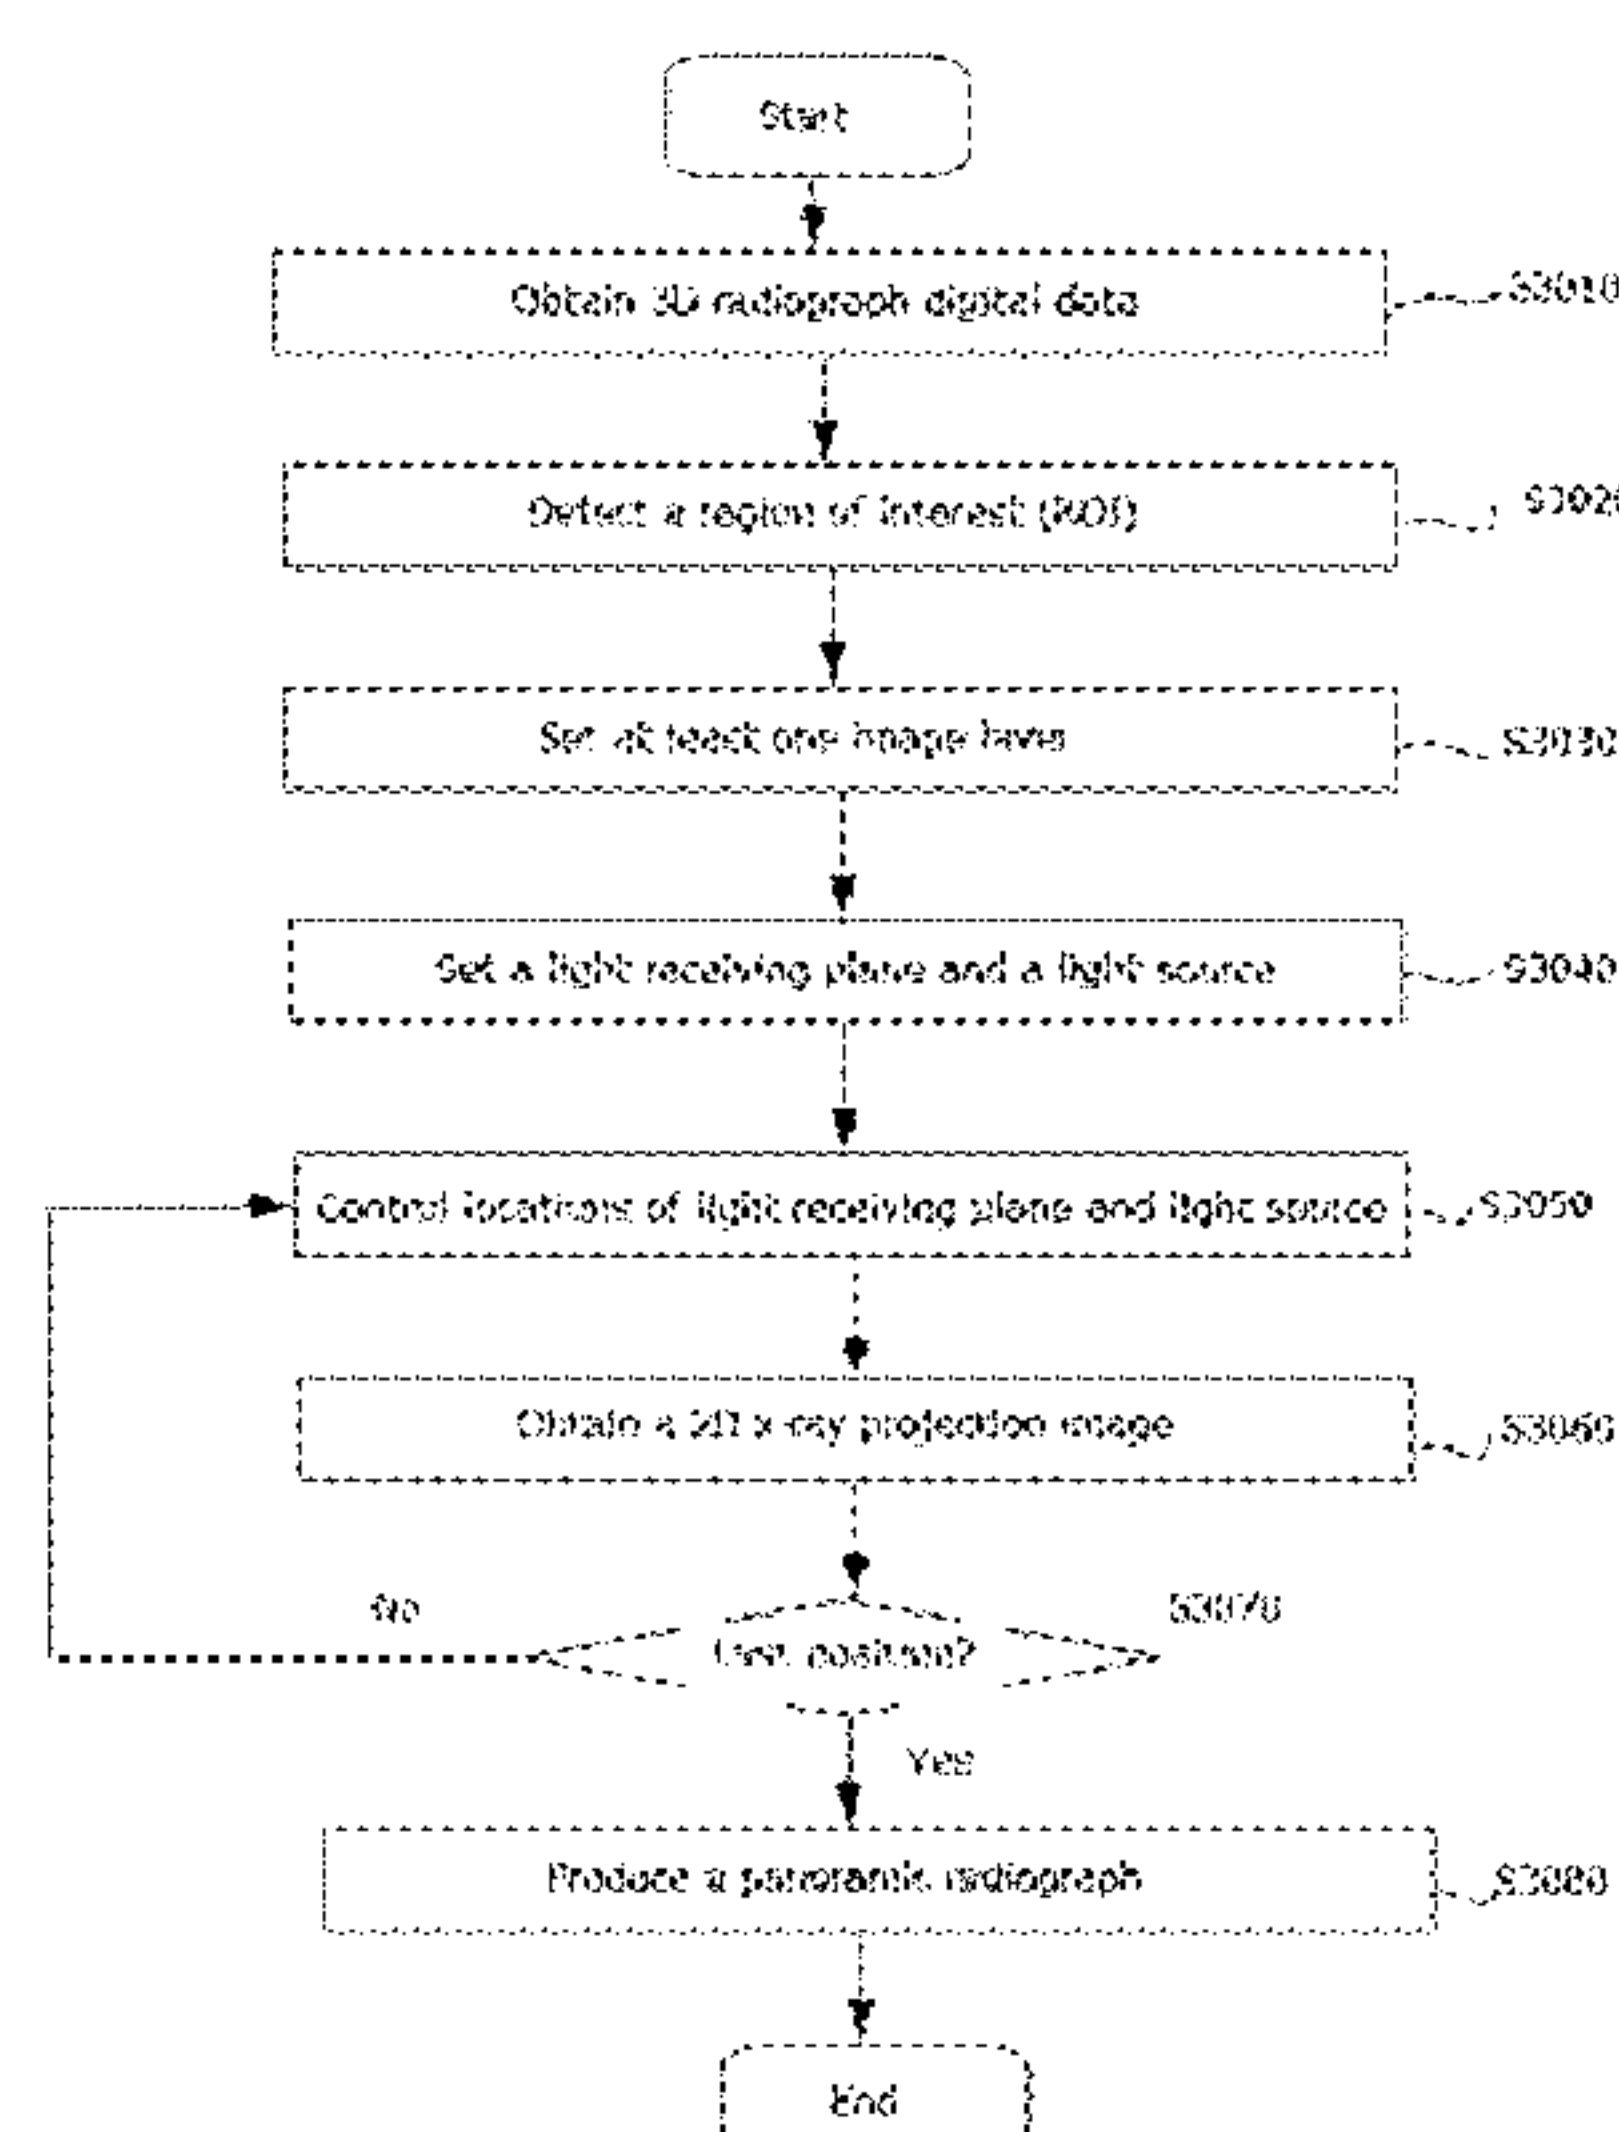 Start
Obtain 3D radiograph digital data
S3010
Detect a region of interest (ROI)
S302
Set at least one image layer
S3030
Set a light receiving plane and a light source
S3040
Control locations of light receiving plane and light source
S3050
Obtain a 2D x-ray projection image
S3060
No
S3070
position?
Yes
Produce a panoramic radiograph
S3080
End